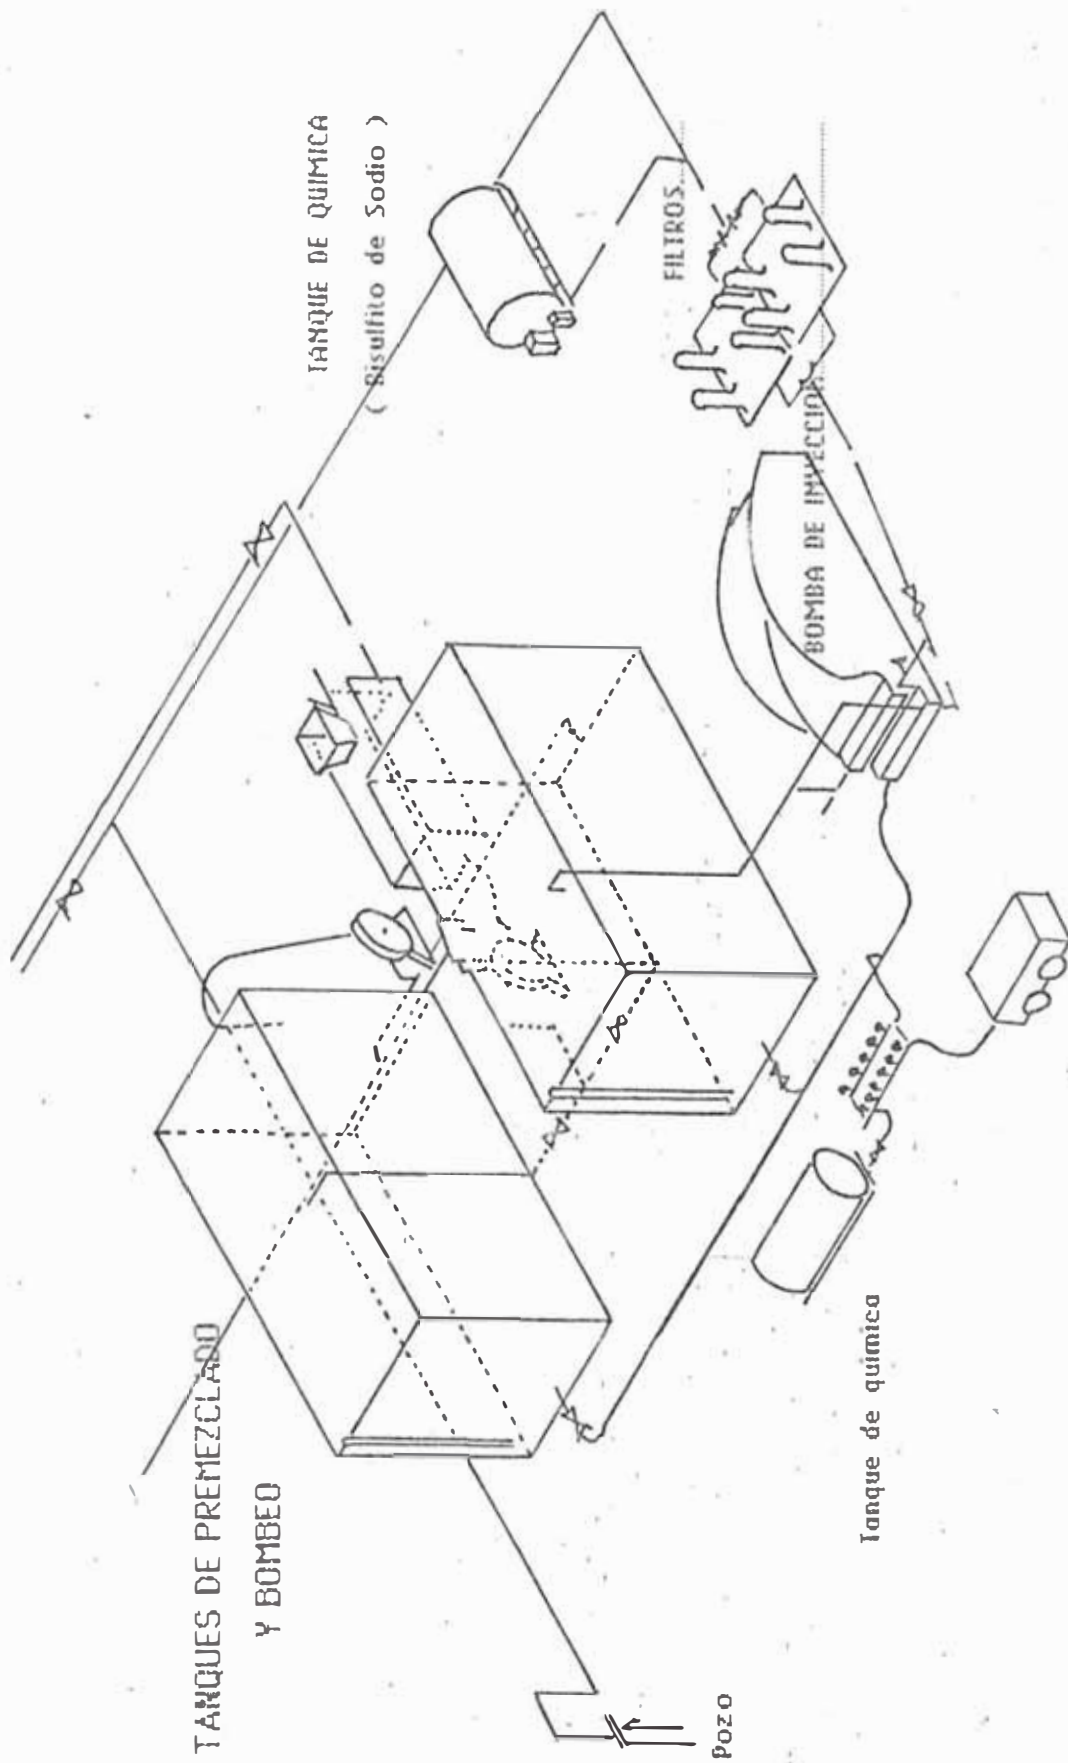 TANQUE DE QUIMICA
( Bisulfito de Sodio )
FILTROS
BOMBA DE INYECCION
TANQUES DE PREMEZCLADO
Y BOMBEO
Tanque de quimica
Pozo